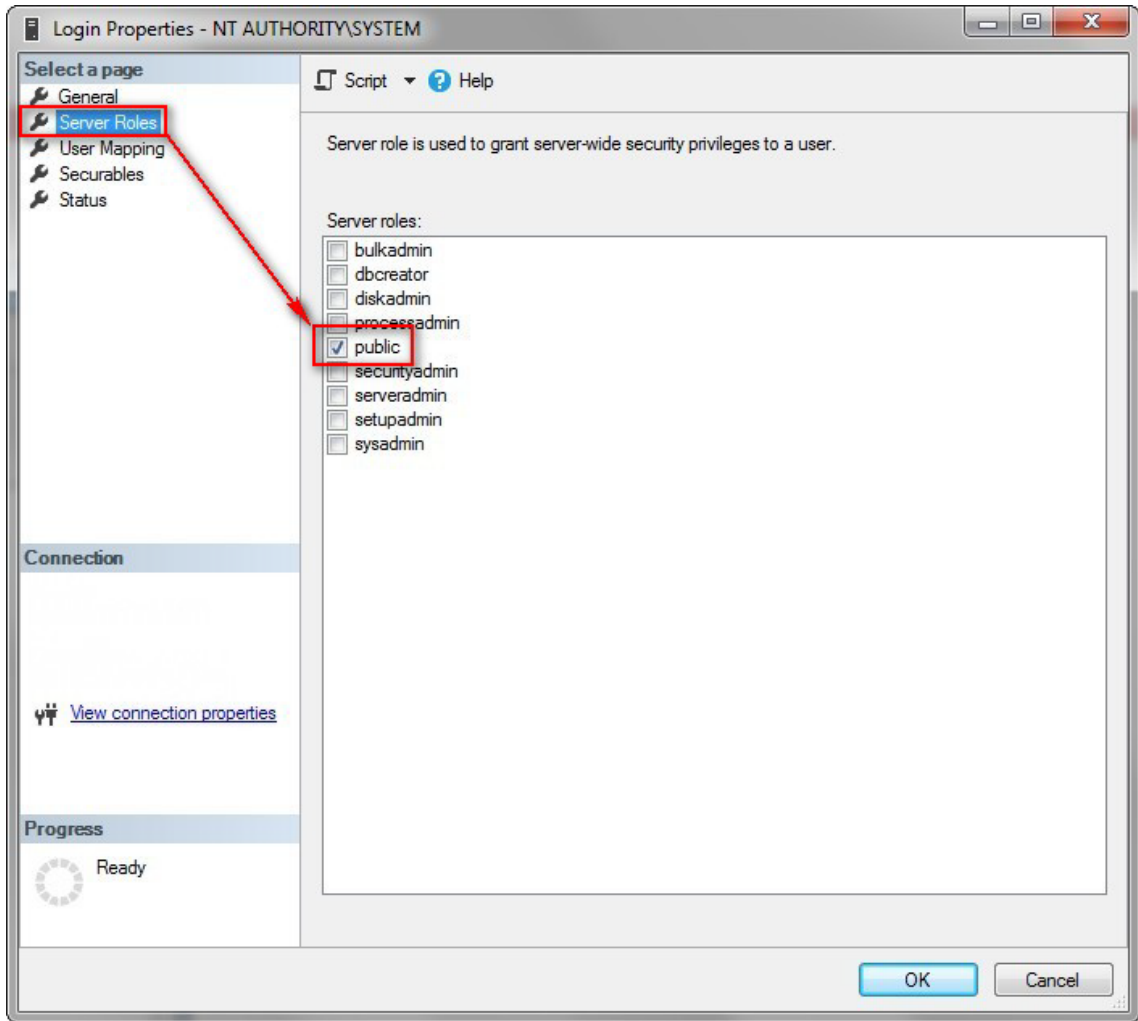 Login Properties - NT AUTHORITY\SYSTEM
Select a page
General
Server Roles
User Mapping
Securables
Status
Script
Help
Server role is used to grant server-wide security privileges to a user.
Server roles:
bulkadmin
dbcreator
diskadmin
processadmin
public
securityadmin
serveradmin
setupadmin
sysadmin
Connection
View connection properties
Progress
Ready
OK
Cancel